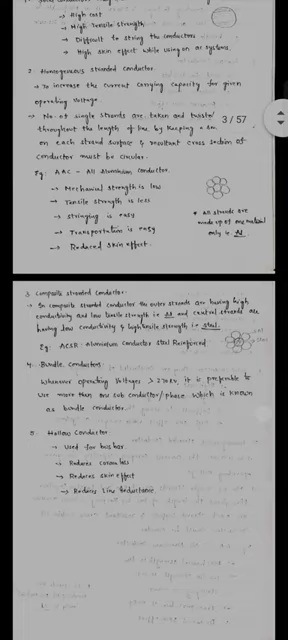 → High cost
→ High Tensile strength
→ Difficult to string the conductors
→ High skin effect while using on ac systems.
2. Homogeneous stranded conductor.
→ To increase the current carrying capacity for given
operating voltage.
→ No. of single strands are taken and twisted
throughout the length of line by keeping
on each strand surface & resultant cross section of
conductor must be circular.
3 / 57
Eg: AAC - All Aluminium Conductor.
→ Mechanical strength is low
→ Tensile strength is less
→ stringing is easy
→ Transportation is easy
→ Reduced skin effect.
* All strands are
made up of one material
only ie Al
3. Composite stranded Conductor:
→ In composite stranded conductor the outer strands are having high
conductivity and low tensile strength i.e Al and central strands are
having low conductivity & high tensile strength i.e steel.
Eg: ACSR - Aluminium Conductor Steel Reinforced
4. Bundle Conductor:
Whenever operating voltages > 270kv, it is preferable to
use more than one sub conductor/phase which is known
as bundle conductor.
5. Hollow Conductor
→ Used for bus bar
→ Reduces corona loss
→ Reduces skin effect
→ Reduces Line Inductance